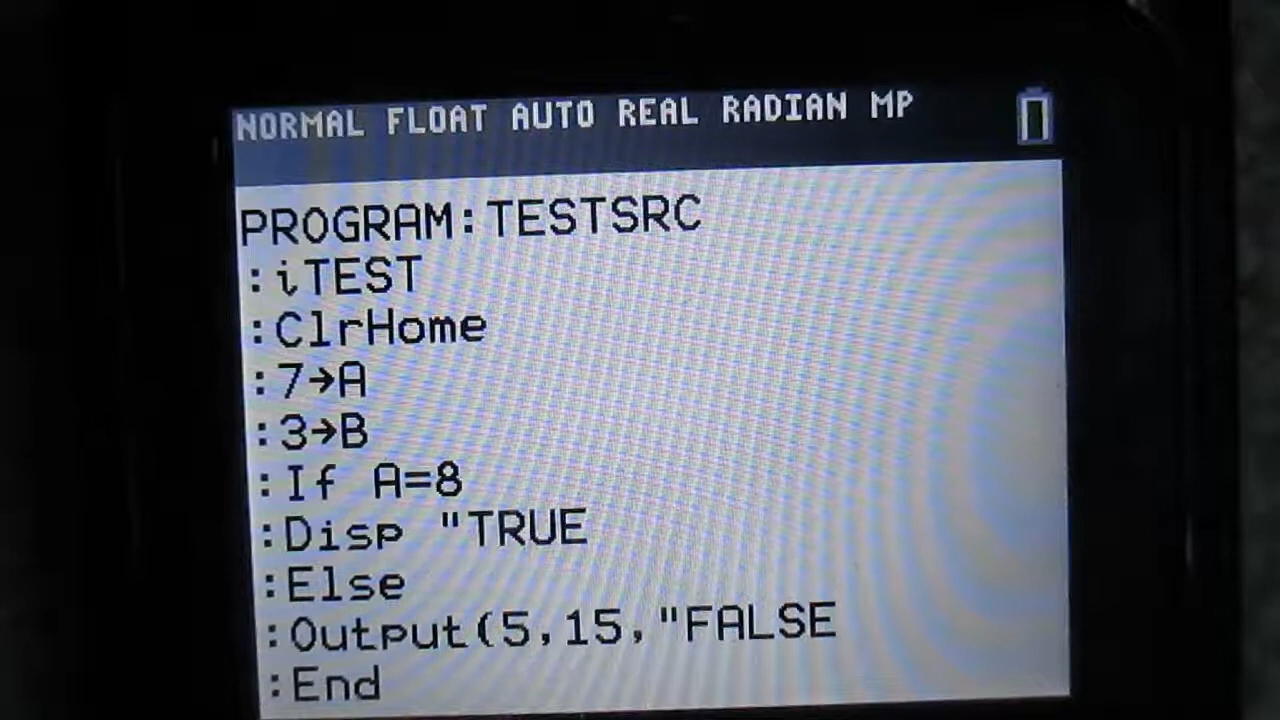 NORMAL FLOAT AUTO REAL RADIAN MP
PROGRAM:TESTSRC
:iTEST
:ClrHome
:7→A
:3→B
:If A=8
:Disp "TRUE
:Else
:Output(5,15,"FALSE
:End